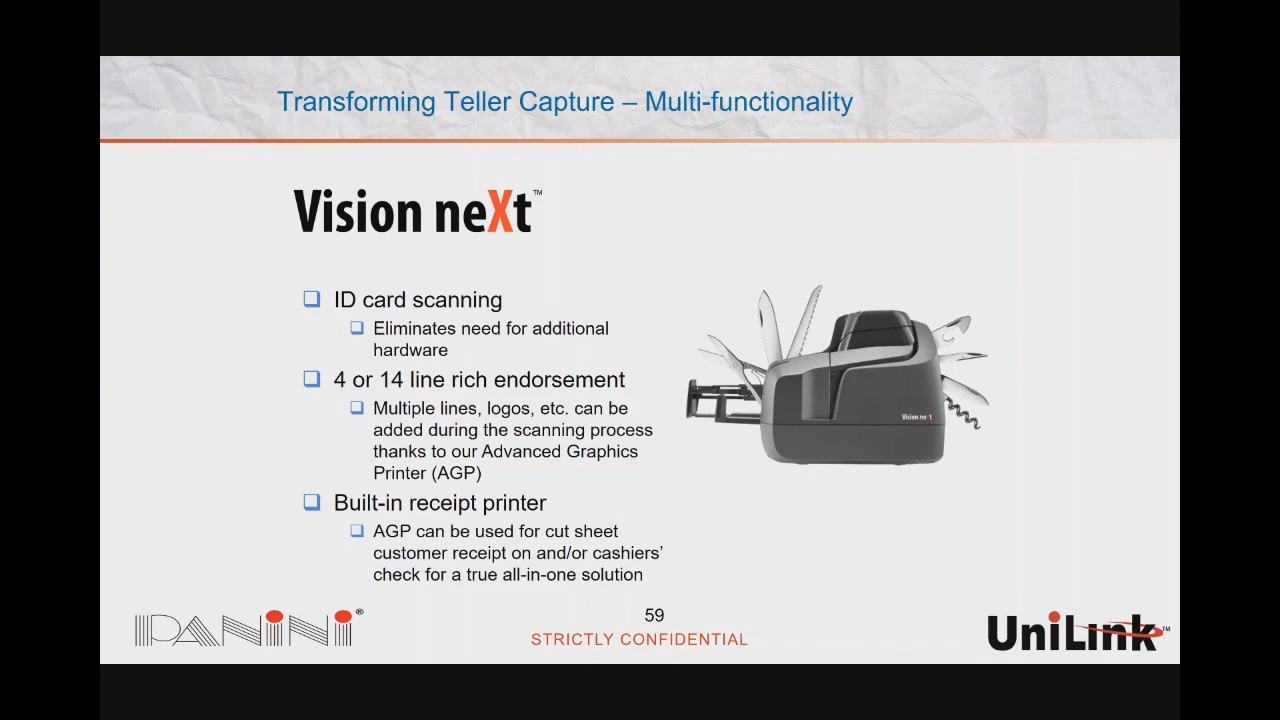 Transforming Teller Capture – Multi-functionality
Vision neXt™
❑ ID card scanning
❑ Eliminates need for additional
hardware
❑ 4 or 14 line rich endorsement
❑ Multiple lines, logos, etc. can be
added during the scanning process
thanks to our Advanced Graphics
Printer (AGP)
❑ Built-in receipt printer
❑ AGP can be used for cut sheet
customer receipt on and/or cashiers’
check for a true all-in-one solution
Vision neXt
PANINI®
59
STRICTLY CONFIDENTIAL
UniLink™